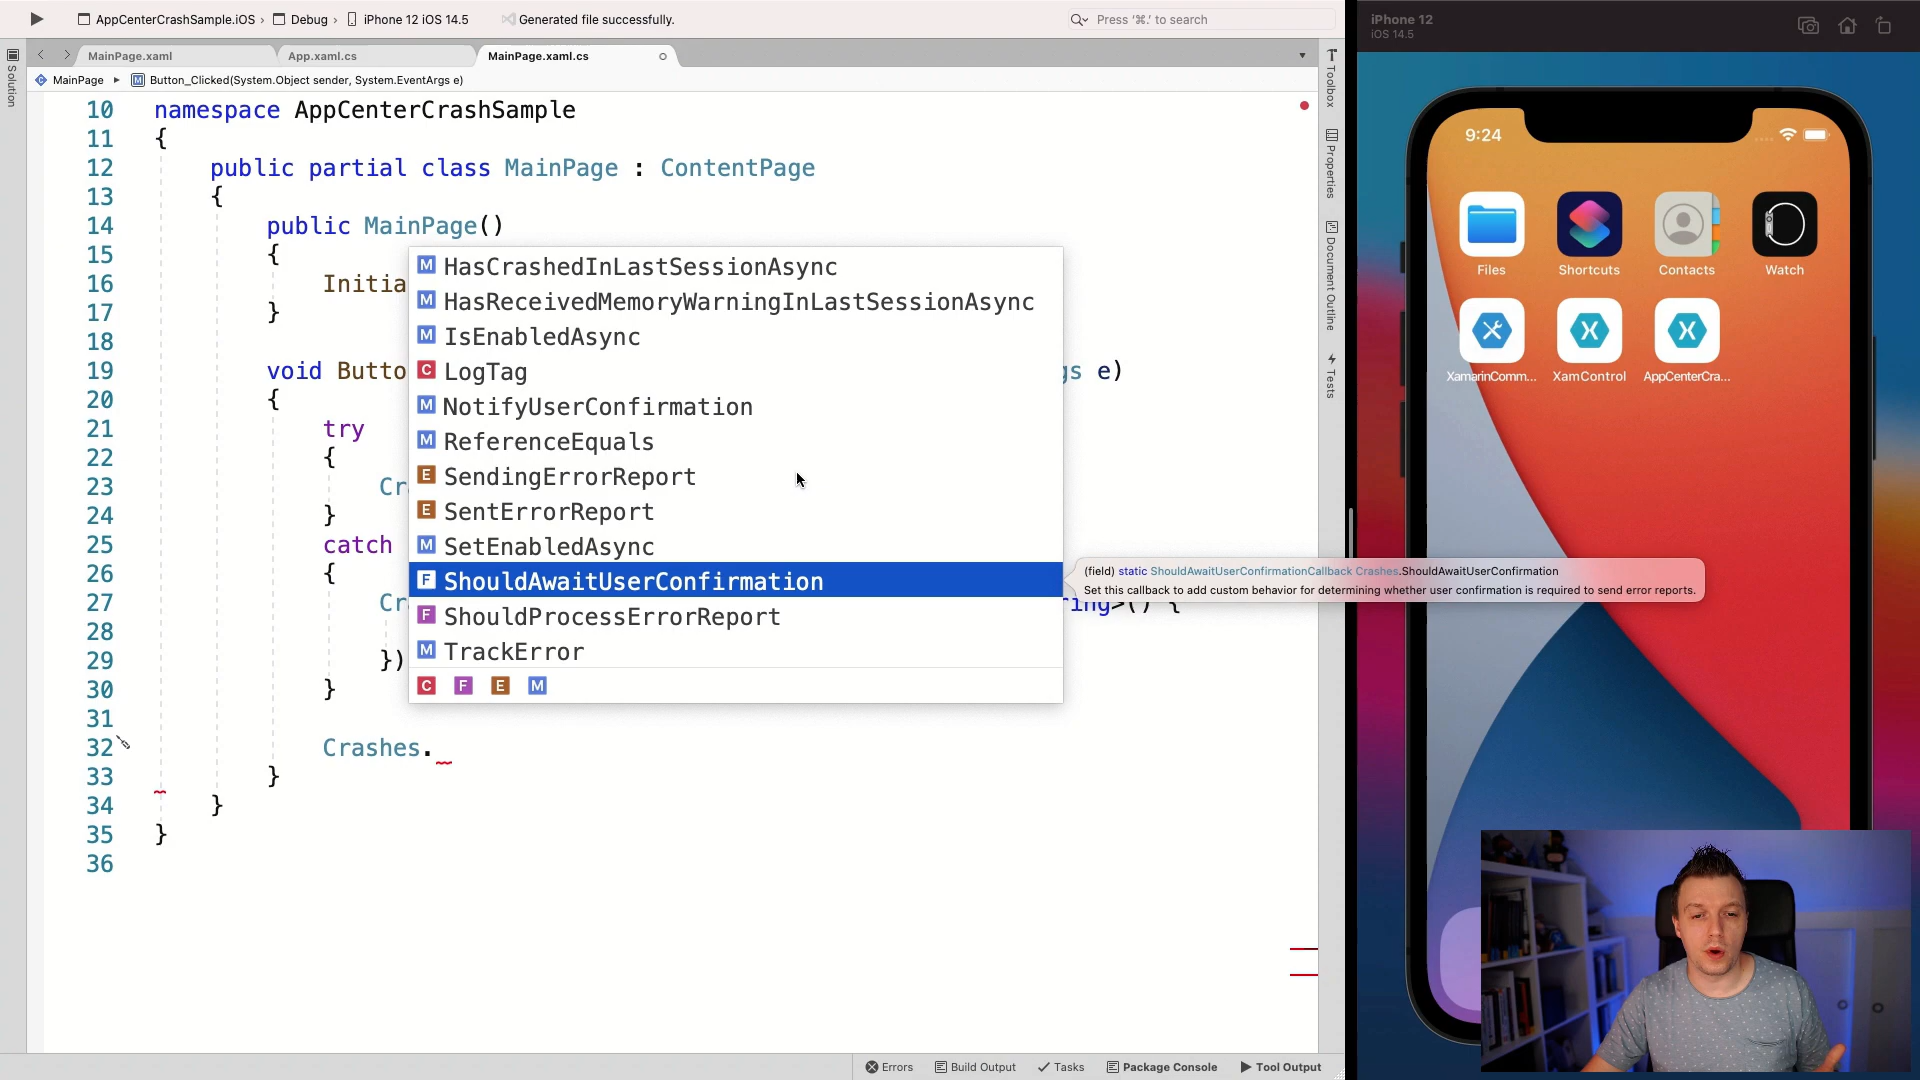 AppCenterCrashSample.iOS › Debug › iPhone 12 iOS 14.5
Generated file successfully.
Press '⌘.' to search
MainPage.xaml
App.xaml.cs
MainPage.xaml.cs
MainPage ▸ Button_Clicked(System.Object sender, System.EventArgs e)
Solution
10 namespace AppCenterCrashSample
11 {
12 public partial class MainPage : ContentPage
13 {
14 public MainPage()
15 {
16 Initia
17 }
18
19 void Butto gs e)
20 {
21 try
22 {
23 Cr
24 }
25 catch
26 {
27 Cr ring>() {
28
29 })
30 }
31
32 Crashes.
33 }
34 }
35 }
36
M HasCrashedInLastSessionAsync
M HasReceivedMemoryWarningInLastSessionAsync
M IsEnabledAsync
C LogTag
M NotifyUserConfirmation
M ReferenceEquals
E SendingErrorReport
E SentErrorReport
M SetEnabledAsync
F ShouldAwaitUserConfirmation
F ShouldProcessErrorReport
M TrackError
C F E M
(field) static ShouldAwaitUserConfirmationCallback Crashes.ShouldAwaitUserConfirmation
Set this callback to add custom behavior for determining whether user confirmation is required to send error reports.
Toolbox
Properties
Document Outline
Tests
Errors
Build Output
Tasks
Package Console
Tool Output
iPhone 12
iOS 14.5
9:24
Files
Shortcuts
Contacts
Watch
XamarinComm...
XamControl
AppCenterCra...